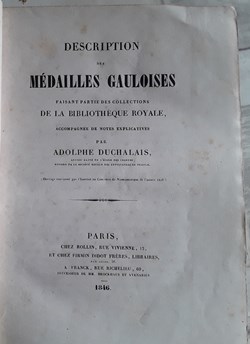 DESCRIPTION
DES
MÉDAILLES GAULOISES
FAISANT PARTIE DES COLLECTIONS
DE LA BIBLIOTHÈQUE ROYALE,
ACCOMPAGNÉE DE NOTES EXPLICATIVES
PAR
ADOLPHE DUCHALAIS,
PARIS,
CHEZ ROLLIN, RUE VIVIENNE, 12,
ET CHEZ FIRMIN DIDOT FRÈRES, LIBRAIRES,
A. FRANCK, RUE RICHELIEU, 69,
1846